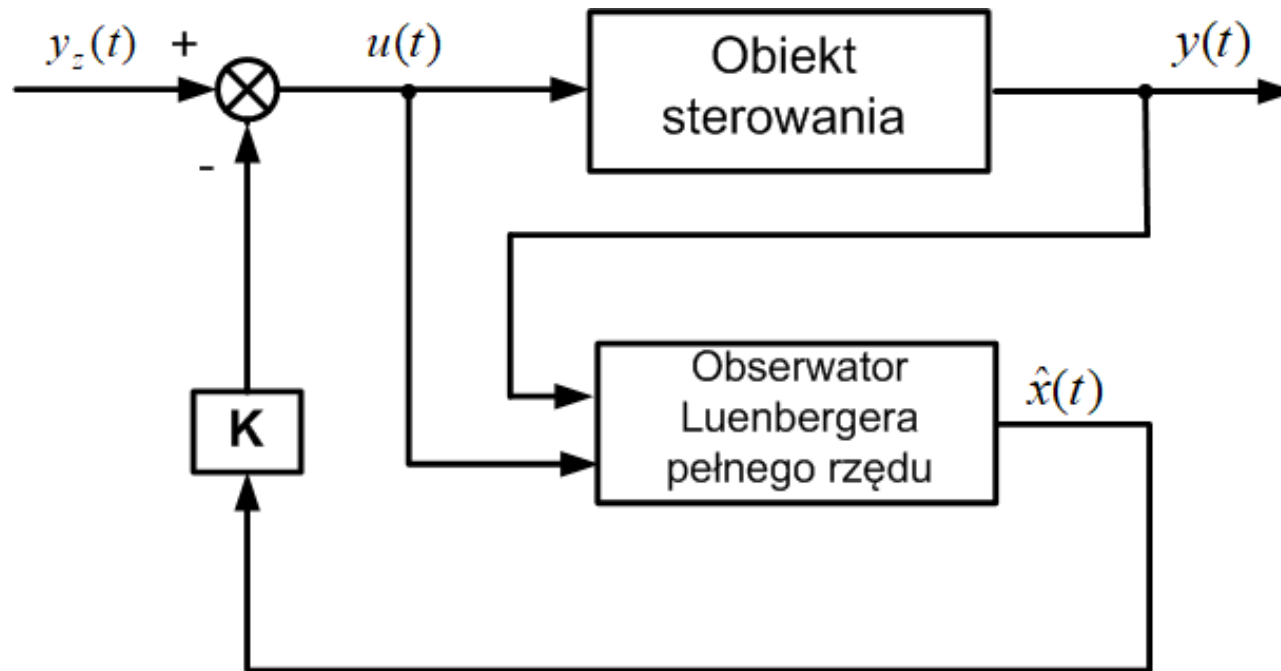 y_z(t)
+
u(t)
Obiekt
sterowania
y(t)
-
Obserwator
Luenbergera
pełnego rzędu
x̂(t)
K